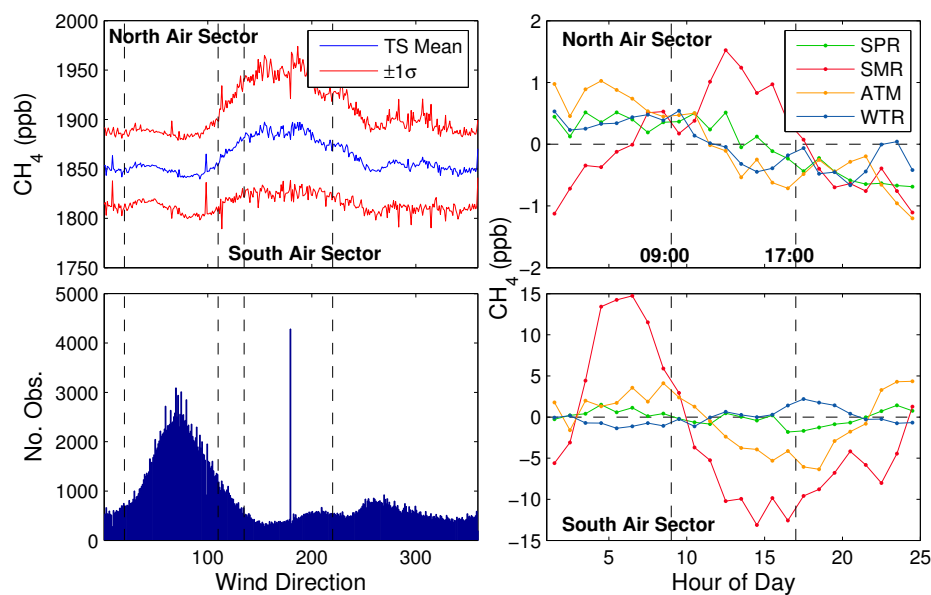 North Air Sector
TS Mean
±1σ
2000
1950
1900
1850
1800
1750
CH4 (ppb)
South Air Sector
North Air Sector
SPR
SMR
ATM
WTR
2
1
0
−1
−2
09:00
17:00
CH4 (ppb)
5000
4000
3000
2000
1000
0
No. Obs.
100
200
300
Wind Direction
15
10
5
0
−5
−10
−15
South Air Sector
5
10
15
20
25
Hour of Day